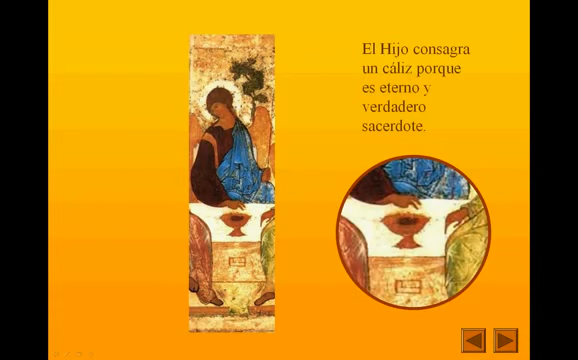 El Hijo consagra
un cáliz porque
es eterno y
verdadero
sacerdote.